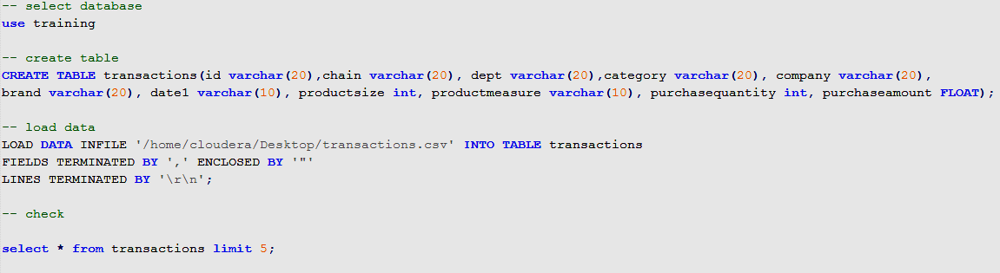 -- select database
use training
-- create table
CREATE TABLE transactions(id varchar(20),chain varchar(20), dept varchar(20),category varchar(20), company varchar(20),
brand varchar(20), date1 varchar(10), productsize int, productmeasure varchar(10), purchasequantity int, purchaseamount FLOAT);
-- load data
LOAD DATA INFILE '/home/cloudera/Desktop/transactions.csv' INTO TABLE transactions
FIELDS TERMINATED BY ',' ENCLOSED BY '"'
LINES TERMINATED BY '\r\n';
-- check
select * from transactions limit 5;